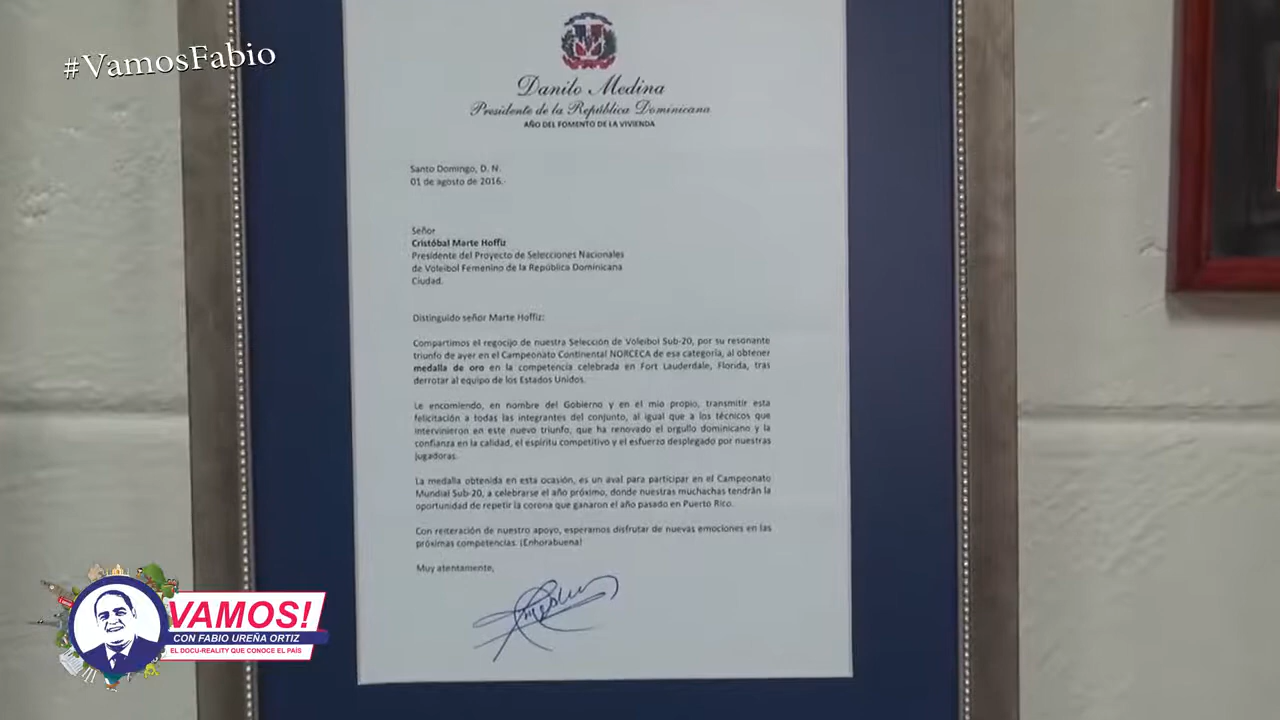 #VamosFabio
Danilo Medina
Presidente de la República Dominicana
AÑO DEL FOMENTO DE LA VIVIENDA
Santo Domingo, D. N.
01 de agosto de 2016.-
Señor
Cristóbal Marte Hoffiz
Presidente del Proyecto de Selecciones Nacionales
de Voleibol Femenino de la República Dominicana
Ciudad.
Distinguido señor Marte Hoffiz:
Compartimos el regocijo de nuestra Selección de Voleibol Sub-20, por su resonante
triunfo de ayer en el Campeonato Continental NORCECA de esa categoría, al obtener
medalla de oro en la competencia celebrada en Fort Lauderdale, Florida, tras
derrotar al equipo de los Estados Unidos.
Le encomiendo, en nombre del Gobierno y en el mío propio, transmitir esta
felicitación a todas las integrantes del conjunto, al igual que a los técnicos que
intervinieron en este nuevo triunfo, que ha renovado el orgullo dominicano y la
confianza en la calidad, el espíritu competitivo y el esfuerzo desplegado por nuestras
jugadoras.
La medalla obtenida en esta ocasión, es un aval para participar en el Campeonato
Mundial Sub-20, a celebrarse el año próximo, donde nuestras muchachas tendrán la
oportunidad de repetir la corona que ganaron el año pasado en Puerto Rico.
Con reiteración de nuestro apoyo, esperamos disfrutar de nuevas emociones en las
próximas competencias. ¡Enhorabuena!
Muy atentamente,
VAMOS!
CON FABIO UREÑA ORTIZ
EL DOCU-REALITY QUE CONOCE EL PAÍS